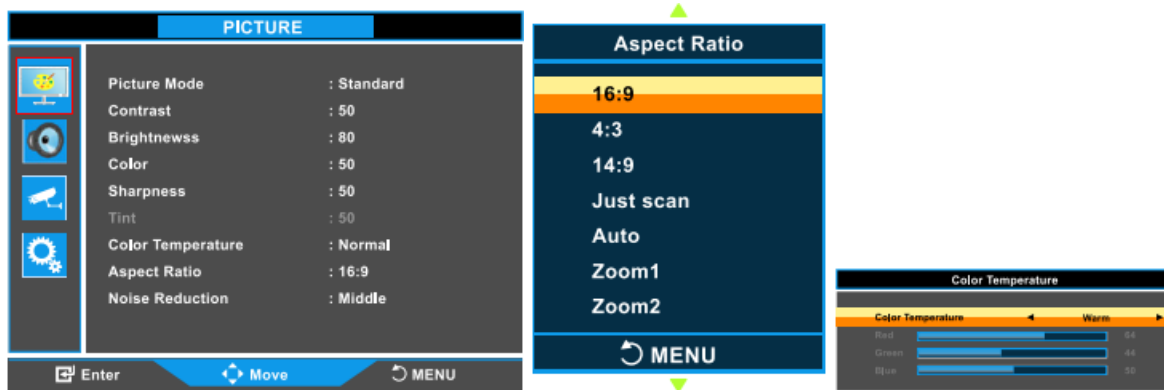 PICTURE
Picture Mode : Standard
Contrast : 50
Brightnewss : 80
Color : 50
Sharpness : 50
Tint : 50
Color Temperature : Normal
Aspect Ratio : 16:9
Noise Reduction : Middle
Enter Move MENU
Aspect Ratio
16:9
4:3
14:9
Just scan
Auto
Zoom1
Zoom2
MENU
Color Temperature
Color Temperature Warm
Red 64
Green 44
Blue 50